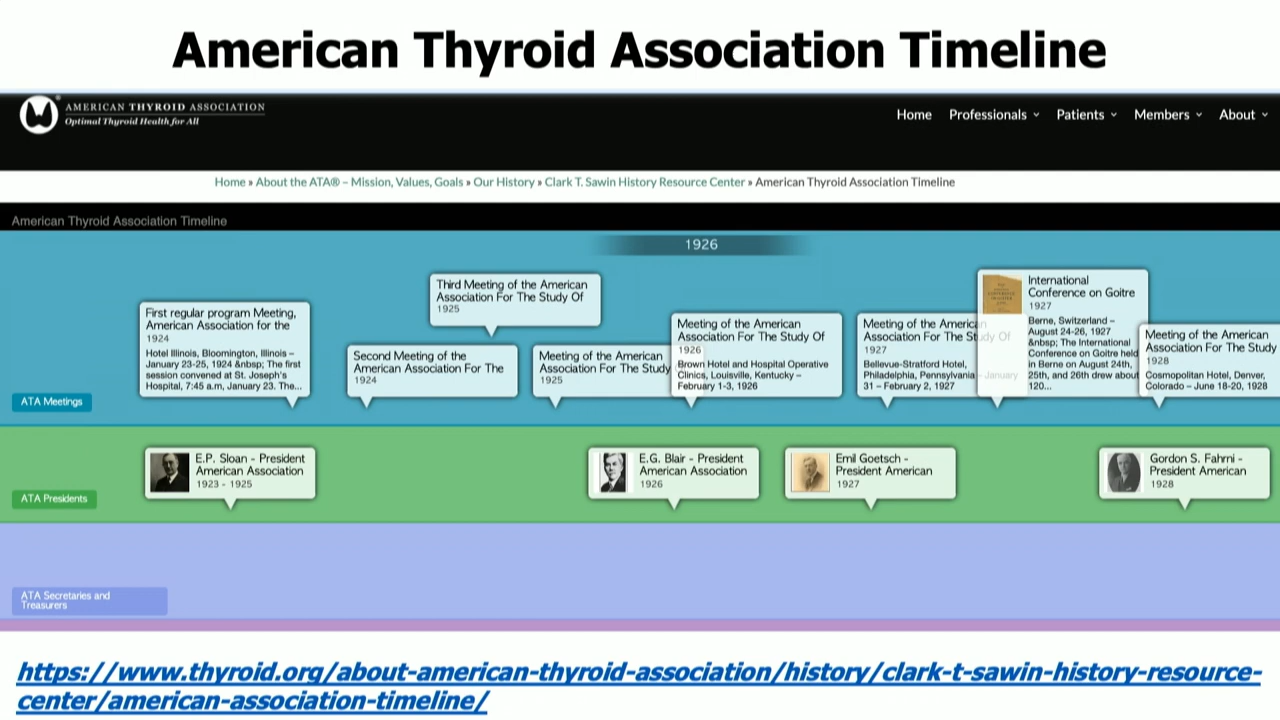 American Thyroid Association Timeline
AMERICAN THYROID ASSOCIATION
Optimal Thyroid Health for All
Home Professionals Patients Members About
Home » About the ATA® – Mission, Values, Goals » Our History » Clark T. Sawin History Resource Center » American Thyroid Association Timeline
American Thyroid Association Timeline
1926
First regular program Meeting,
American Association for the
1924
Hotel Illinois, Bloomington, Illinois –
January 23-25, 1924 &nbsp; The first
session convened at St. Joseph's
Hospital, 7:45 a.m, January 23. The...
Second Meeting of the
American Association For The
1924
Third Meeting of the American
Association For The Study Of
1925
Meeting of the American
Association For The Study
1925
Meeting of the American
Association For The Study Of
1926
Brown Hotel and Hospital Operative
Clinics, Louisville, Kentucky –
February 1-3, 1926
Meeting of the American
Association For The Study Of
1927
Bellevue-Stratford Hotel,
Philadelphia, Pennsylvania – January
31 – February 2, 1927
International
Conference on Goitre
1927
Berne, Switzerland –
August 24-26, 1927
&nbsp; The International
Conference on Goitre held
in Berne on August 24th,
25th, and 26th drew about
120...
Meeting of the American
Association For The Study
1928
Cosmopolitan Hotel, Denver,
Colorado – June 18-20, 1928
ATA Meetings
E.P. Sloan - President
American Association
1923 - 1925
E.G. Blair - President
American Association
1926
Emil Goetsch -
President American
1927
Gordon S. Fahrni -
President American
1928
ATA Presidents
ATA Secretaries and
Treasurers
https://www.thyroid.org/about-american-thyroid-association/history/clark-t-sawin-history-resource-
center/american-association-timeline/